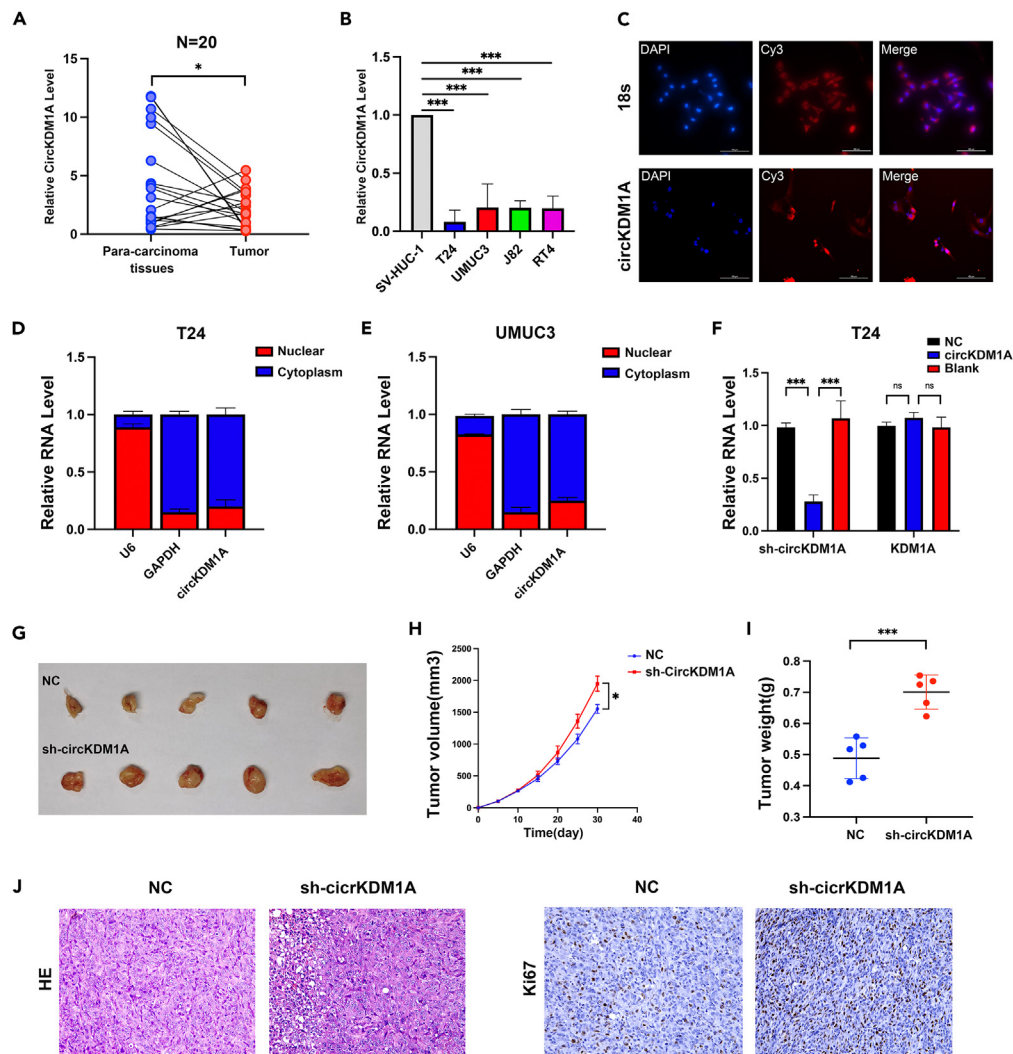 A
N=20
*
Relative CircKDM1A Level
15
10
5
0
Para-carcinoma
tissues
Tumor
B
***
***
***
***
Relative CircKDM1A Level
1.5
1.0
0.5
0.0
SV-HUC-1
T24
UMUC3
J82
RT4
C
DAPI
Cy3
Merge
18s
DAPI
Cy3
Merge
circKDM1A
D
T24
Nuclear
Cytoplasm
Relative RNA Level
1.5
1.0
0.5
0.0
U6
GAPDH
circKDM1A
E
UMUC3
Nuclear
Cytoplasm
Relative RNA Level
1.5
1.0
0.5
0.0
U6
GAPDH
circKDM1A
F
T24
NC
circKDM1A
Blank
*** ***
ns ns
Relative RNA Level
1.5
1.0
0.5
0.0
sh-circKDM1A
KDM1A
G
NC
sh-circKDM1A
H
NC
sh-CircKDM1A
*
Tumor volume(mm3)
2500
2000
1500
1000
500
0
0 10 20 30 40
Time(day)
I
***
Tumor weight(g)
0.8
0.7
0.6
0.5
0.4
0.3
NC
sh-circKDM1A
J
NC
sh-cicrKDM1A
HE
NC
sh-circKDM1A
Ki67